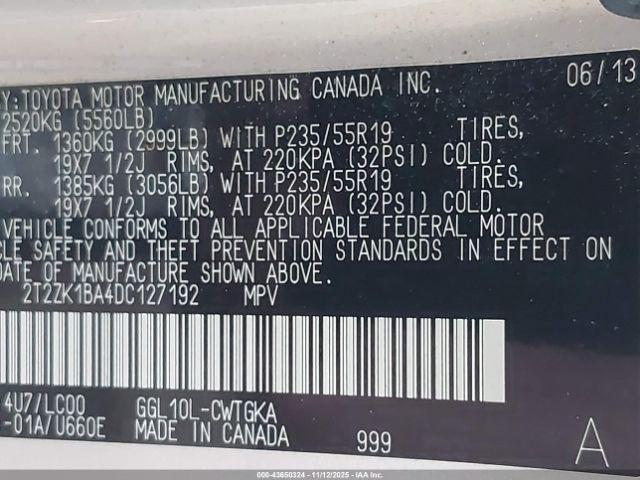 Y:TOYOTA MOTOR MANUFACTURING CANADA INC. 06/13
2520KG (5560LB)
FRT. 1360KG (2999LB) WITH P235/55R19 TIRES,
19X7 1/2J RIMS, AT 220KPA (32PSI) COLD.
RR. 1385KG (3056LB) WITH P235/55R19 TIRES,
19X7 1/2J RIMS, AT 220KPA (32PSI) COLD.
VEHICLE CONFORMS TO ALL APPLICABLE FEDERAL MOTOR
CLE SAFETY AND THEFT PREVENTION STANDARDS IN EFFECT ON
DATE OF MANUFACTURE SHOWN ABOVE.
2T2ZK1BA4DC127192 MPV
4U7/LC00 GGL10L-CWTGKA
-01A/U660E MADE IN CANADA 999 A
000-43650324 - 11/12/2025 - IAAI.COM